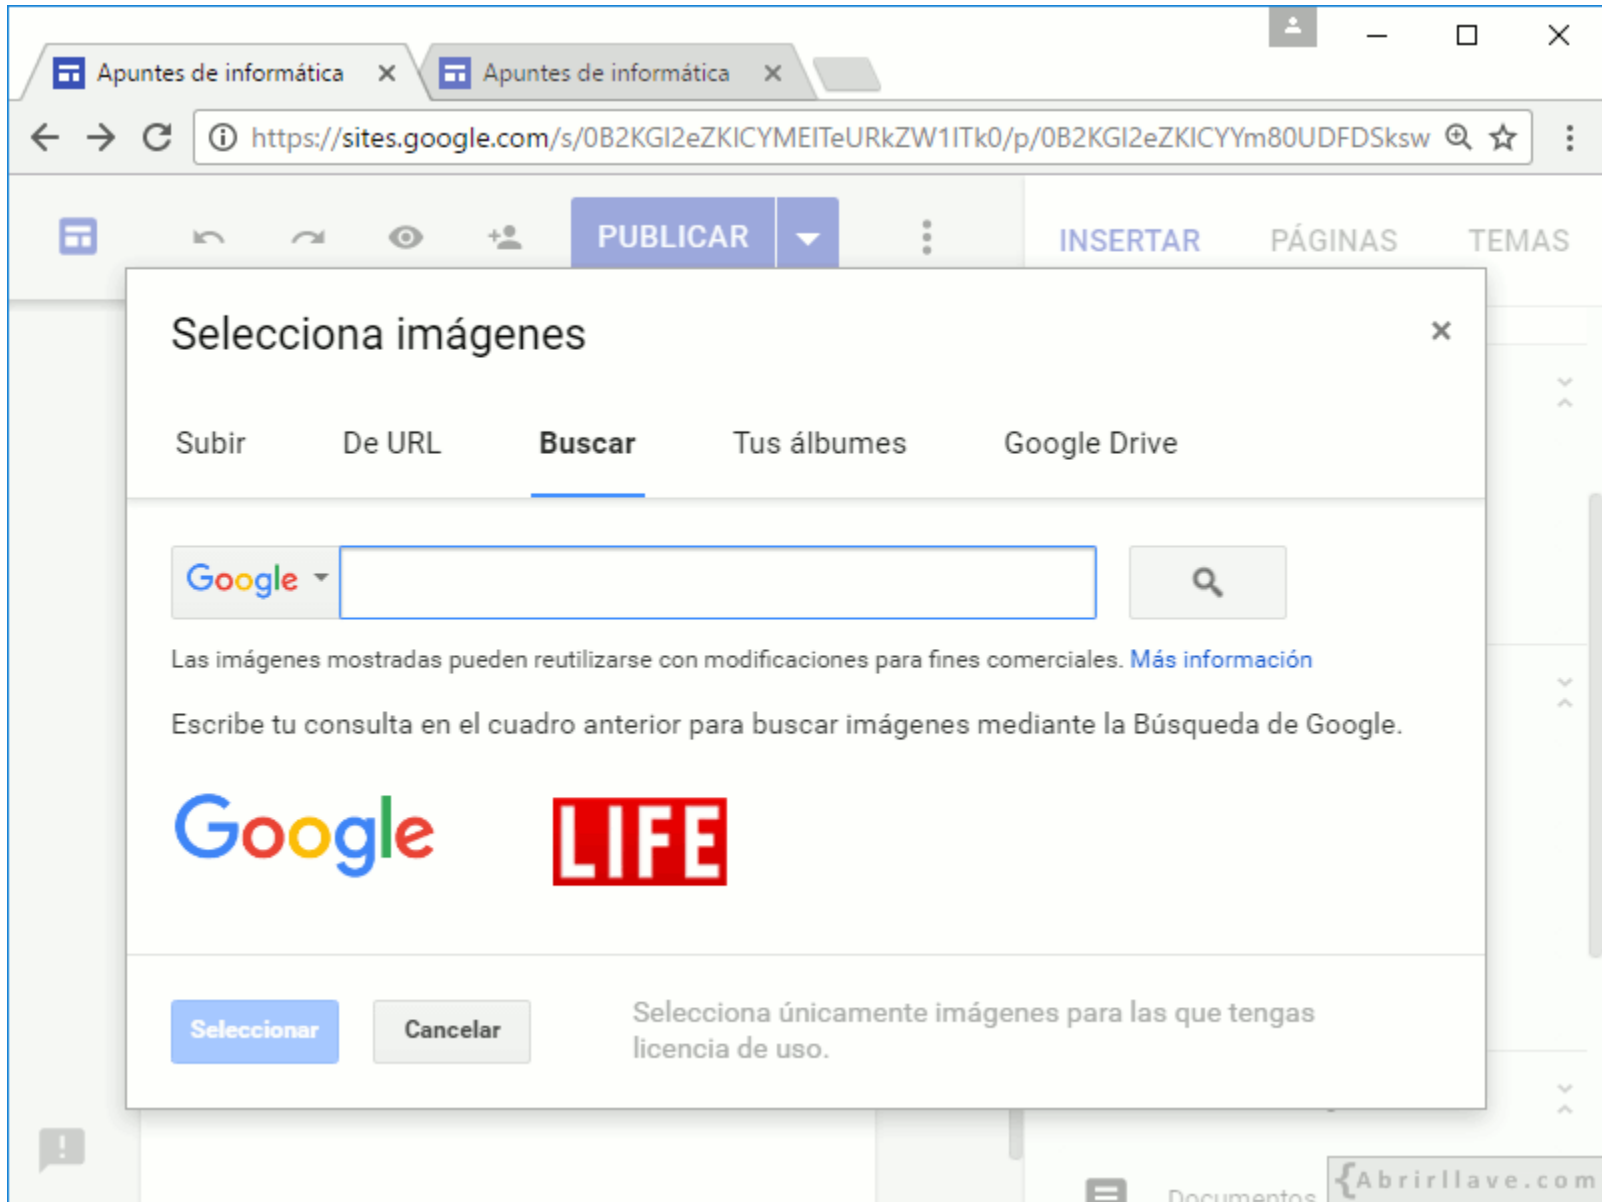 Apuntes de informática
Apuntes de informática
https://sites.google.com/s/0B2KGl2eZKlCYMElTeURkZW1lTk0/p/0B2KGl2eZKlCYYm80UDFDSksw
PUBLICAR
INSERTAR PÁGINAS TEMAS
Selecciona imágenes
Subir De URL Buscar Tus álbumes Google Drive
Google
Las imágenes mostradas pueden reutilizarse con modificaciones para fines comerciales. Más información
Escribe tu consulta en el cuadro anterior para buscar imágenes mediante la Búsqueda de Google.
Google LIFE
Seleccionar Cancelar Selecciona únicamente imágenes para las que tengas
licencia de uso.
Documentos
{Abrirllave.com